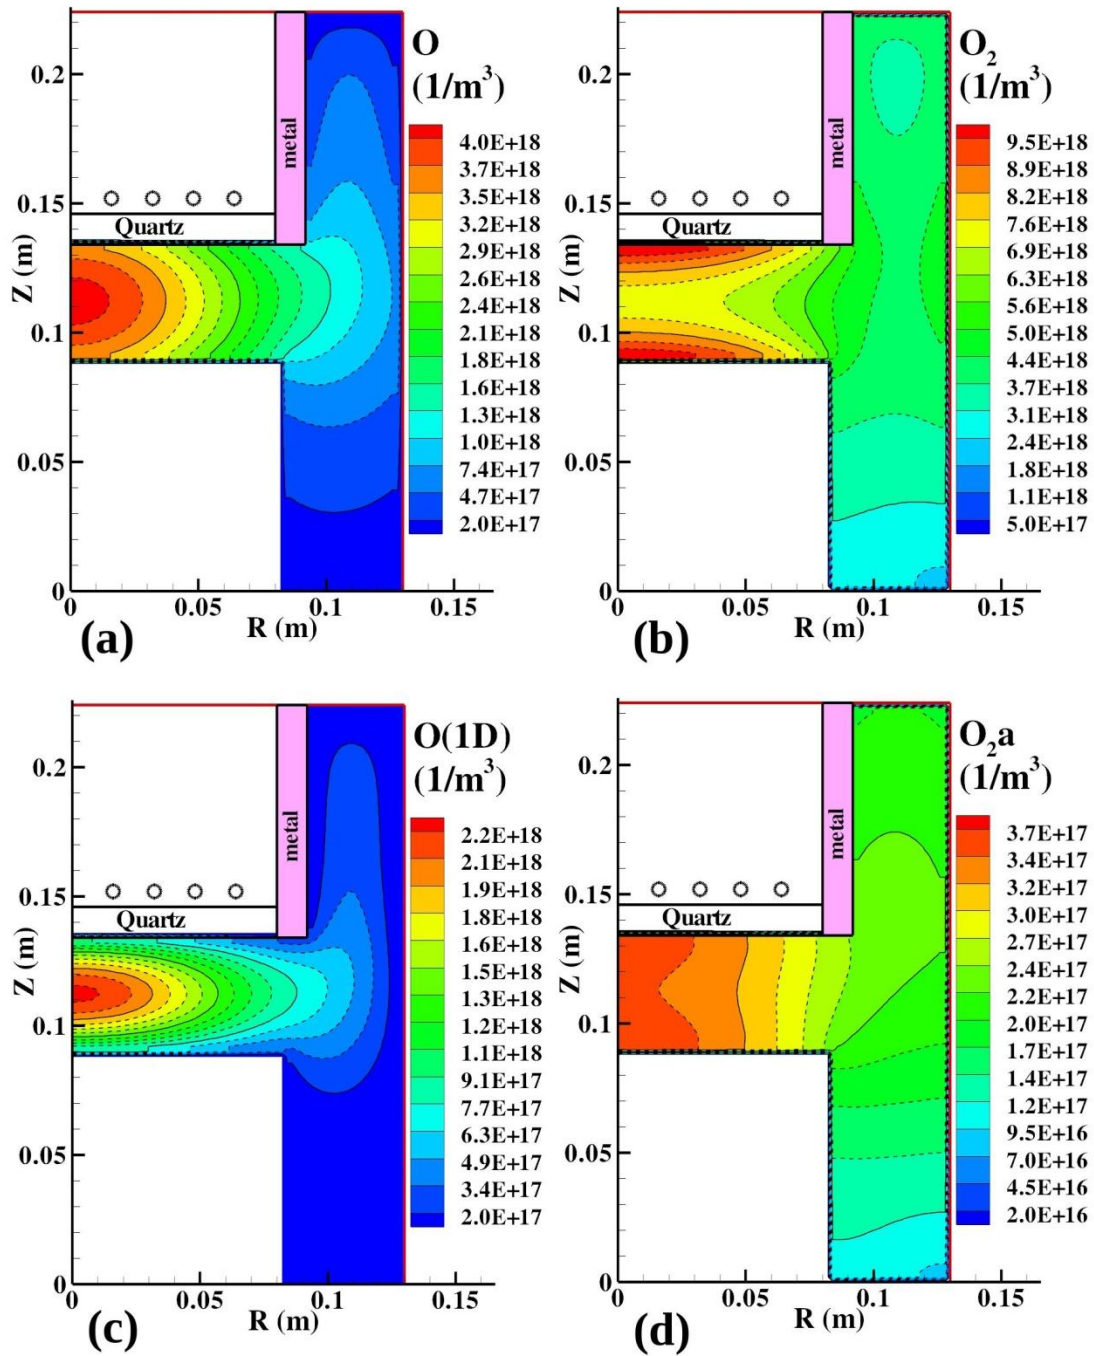 O
(1/m³)
0.2
0.15
0.1
0.05
0
Z (m)
metal
Quartz
4.0E+18
3.7E+18
3.5E+18
3.2E+18
2.9E+18
2.6E+18
2.4E+18
2.1E+18
1.8E+18
1.6E+18
1.3E+18
1.0E+18
7.4E+17
4.7E+17
2.0E+17
0 0.05 0.1 0.15
R (m)
(a)
O₂
(1/m³)
0.2
0.15
0.1
0.05
0
Z (m)
metal
Quartz
9.5E+18
8.9E+18
8.2E+18
7.6E+18
6.9E+18
6.3E+18
5.6E+18
5.0E+18
4.4E+18
3.7E+18
3.1E+18
2.4E+18
1.8E+18
1.1E+18
5.0E+17
0 0.05 0.1 0.15
R (m)
(b)
O(1D)
(1/m³)
0.2
0.15
0.1
0.05
0
Z (m)
metal
Quartz
2.2E+18
2.1E+18
1.9E+18
1.8E+18
1.6E+18
1.5E+18
1.3E+18
1.2E+18
1.1E+18
9.1E+17
7.7E+17
6.3E+17
4.9E+17
3.4E+17
2.0E+17
0 0.05 0.1 0.15
R (m)
(c)
O₂a
(1/m³)
0.2
0.15
0.1
0.05
0
Z (m)
metal
Quartz
3.7E+17
3.4E+17
3.2E+17
3.0E+17
2.7E+17
2.4E+17
2.2E+17
2.0E+17
1.7E+17
1.4E+17
1.2E+17
9.5E+16
7.0E+16
4.5E+16
2.0E+16
0 0.05 0.1 0.15
R (m)
(d)